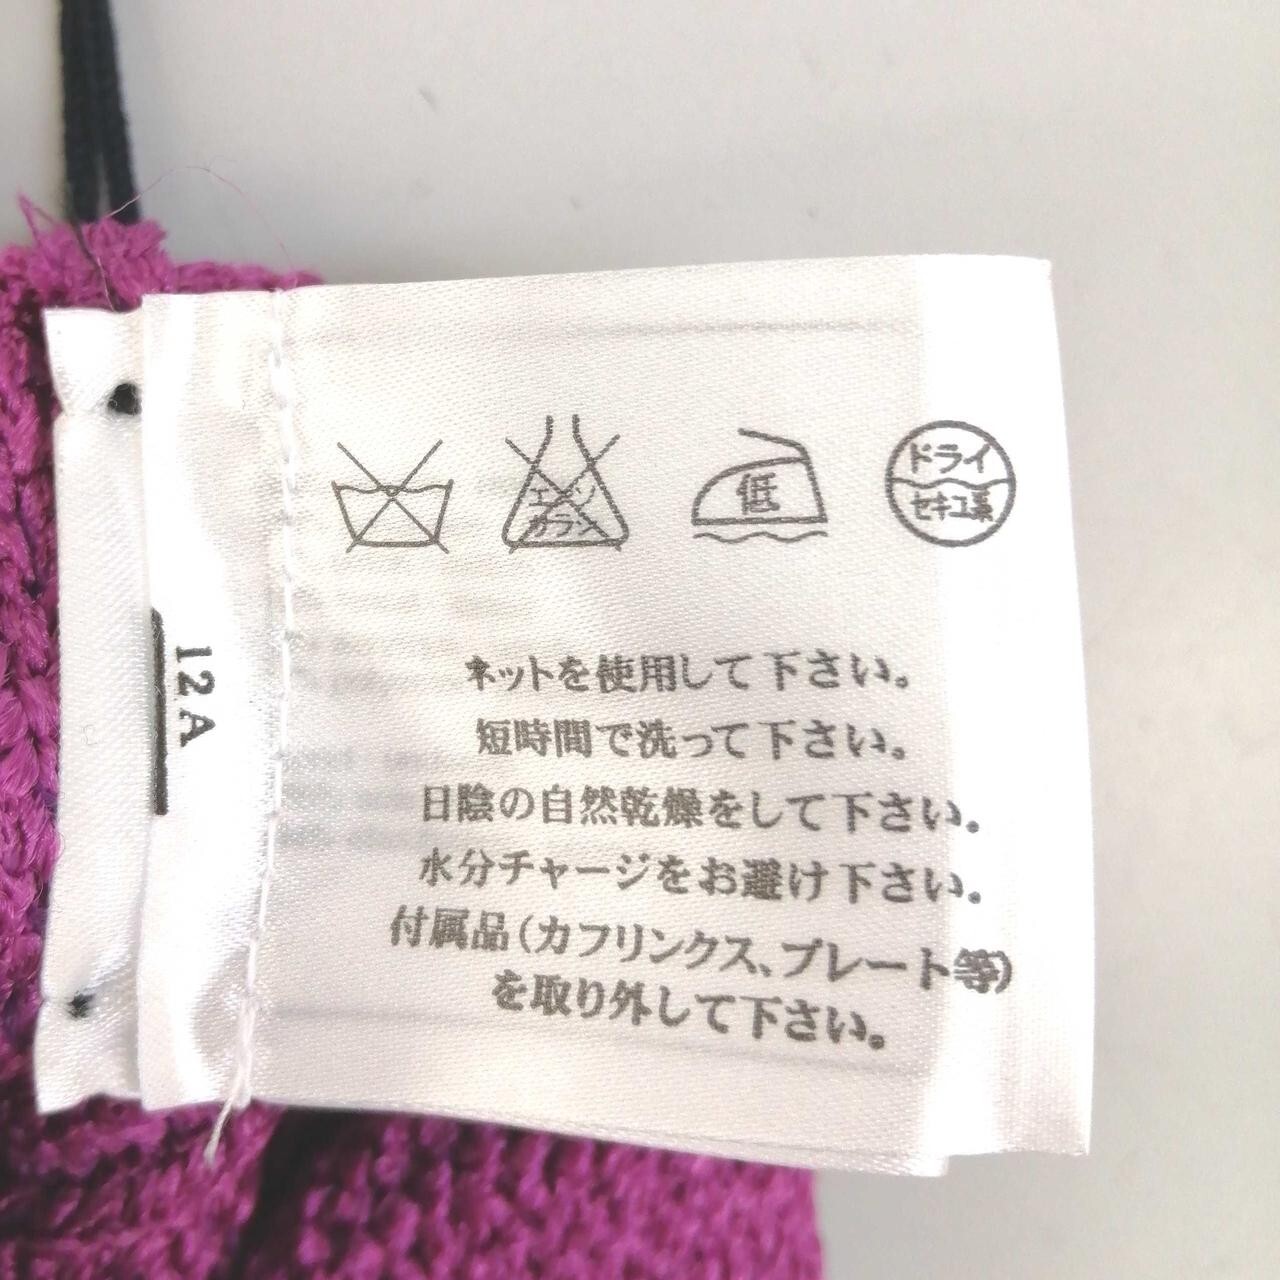 エンソ
カラシ
低
ドライ
セキユ系
ネットを使用して下さい。
短時間で洗って下さい。
日陰の自然乾燥をして下さい。
水分チャージをお避け下さい。
付属品(カフリンクス、プレート等)
を取り外して下さい。
12A